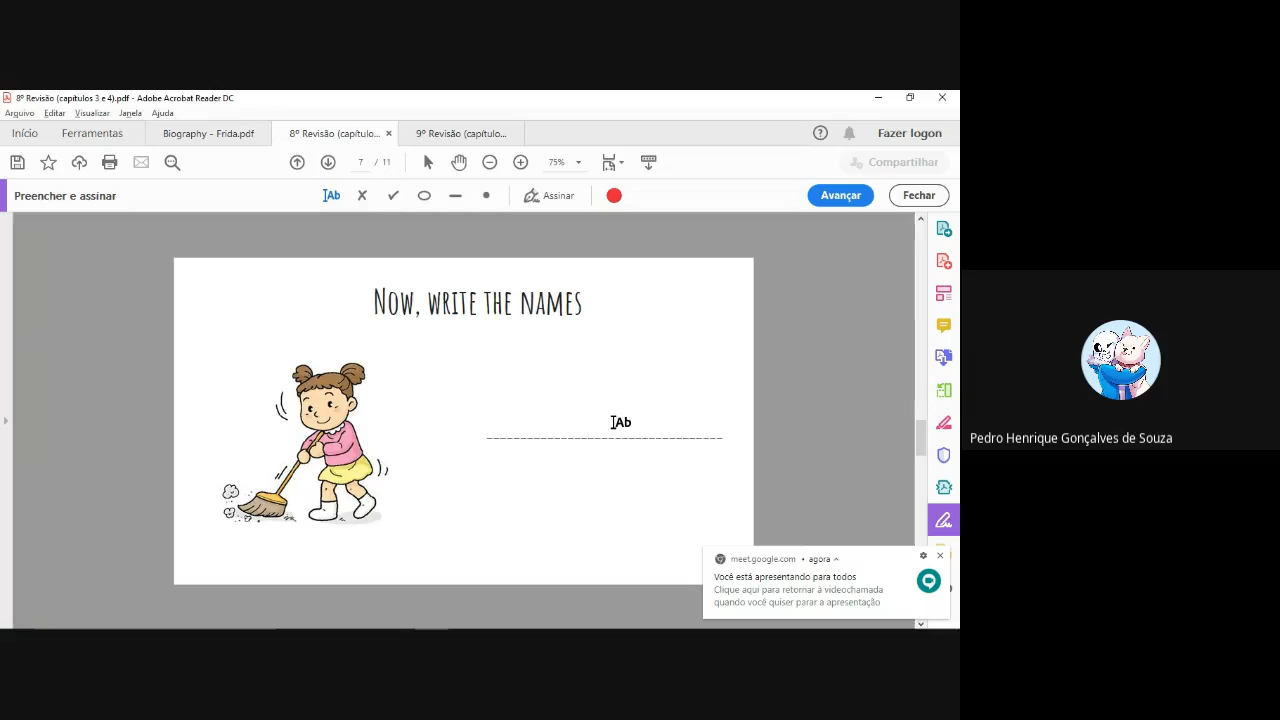 8º Revisão (capítulos 3 e 4).pdf - Adobe Acrobat Reader DC
Arquivo Editar Visualizar Janela Ajuda
Início Ferramentas Biography - Frida.pdf 8º Revisão (capítulo... × 9º Revisão (capítulo... Fazer logon
7 / 11 75% Compartilhar
Preencher e assinar IAb Assinar Avançar Fechar
Now, write the names
IAb
meet.google.com • agora
Você está apresentando para todos
Clique aqui para retornar à videochamada
quando você quiser parar a apresentação
Pedro Henrique Gonçalves de Souza